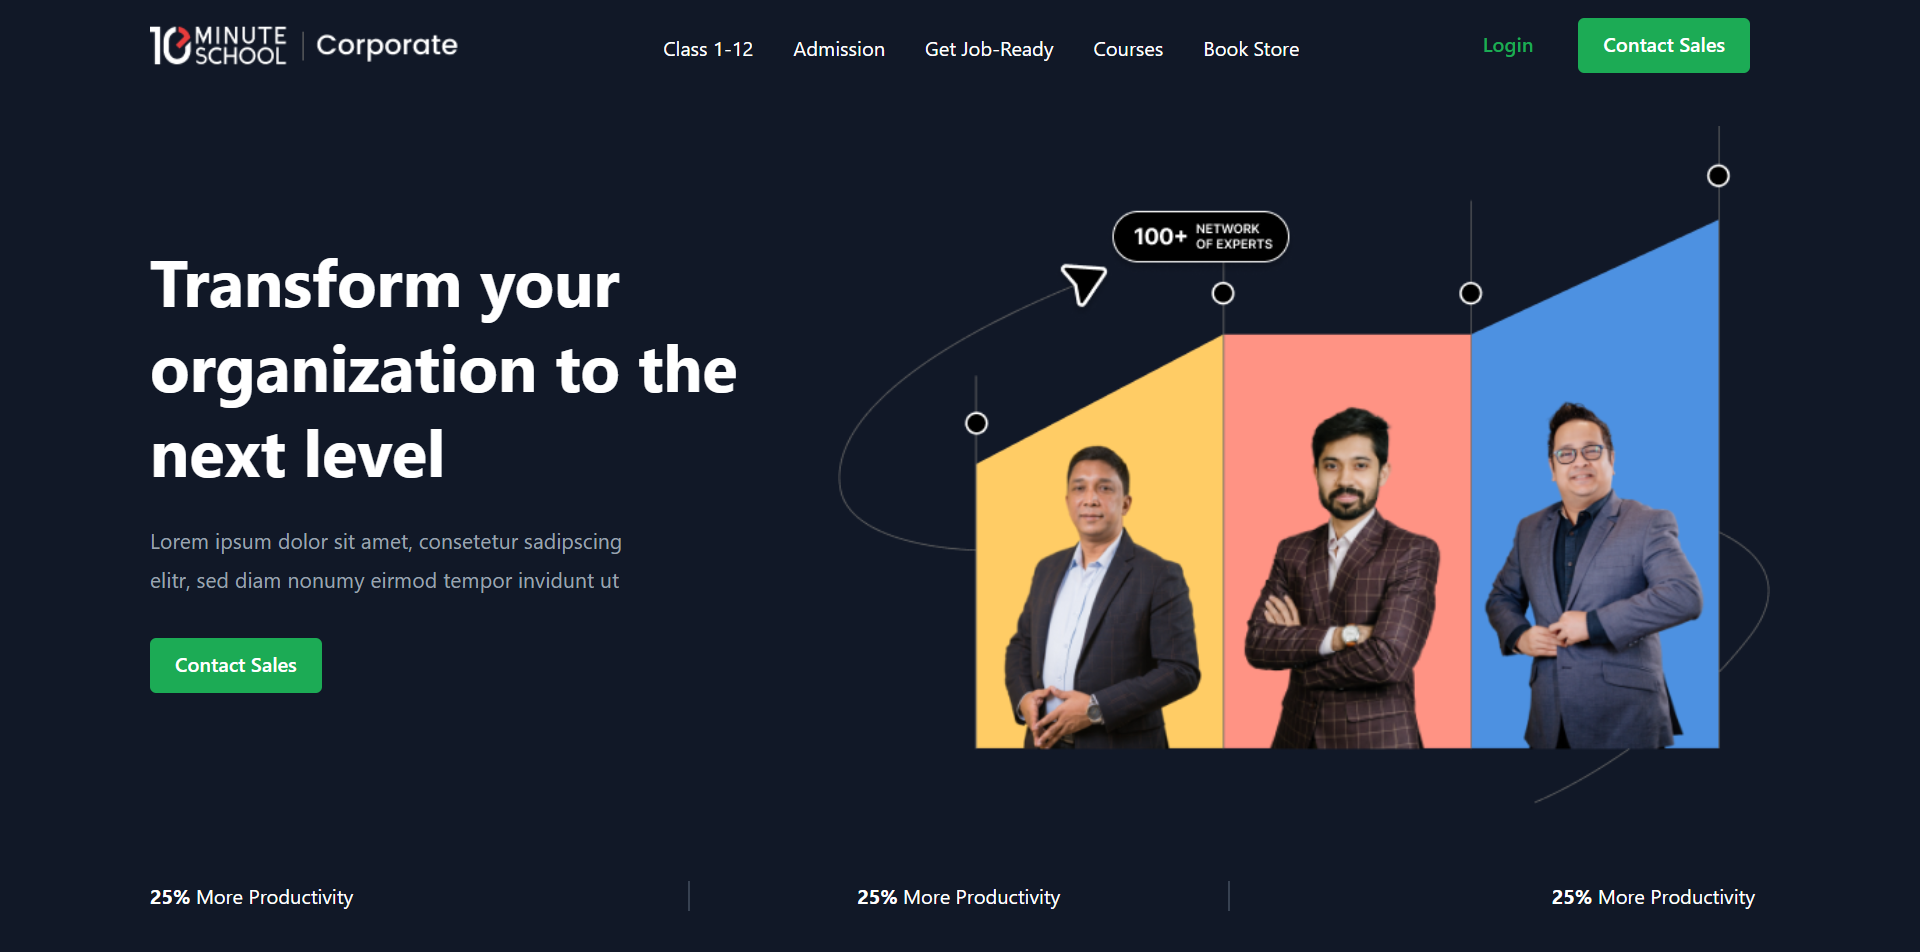 10 MINUTE SCHOOL | Corporate
Class 1-12
Admission
Get Job-Ready
Courses
Book Store
Login
Contact Sales
100+ NETWORK OF EXPERTS
Transform your
organization to the
next level
Lorem ipsum dolor sit amet, consetetur sadipscing
elitr, sed diam nonumy eirmod tempor invidunt ut
Contact Sales
25% More Productivity
25% More Productivity
25% More Productivity